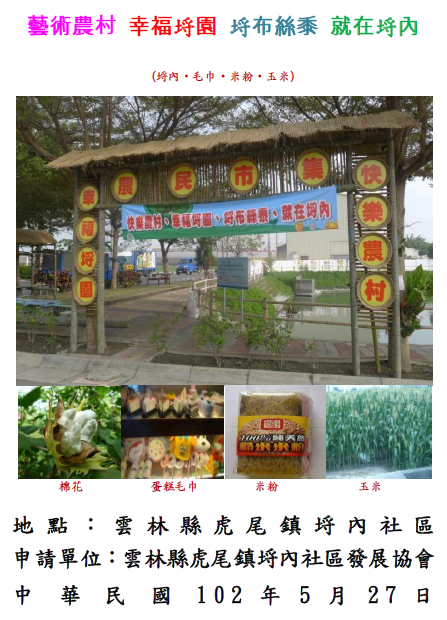 藝術農村 幸福埒園 埒布絲黍 就在埒內
(埒內‧毛巾‧米粉‧玉米)
農民市集
幸福埒園
快樂農村
快樂農村、幸福埒園、埒布絲黍、就在埒內
棉花
蛋糕毛巾
米粉
玉米
地點：雲林縣虎尾鎮埒內社區
申請單位：雲林縣虎尾鎮埒內社區發展協會
中華民國 102 年 5 月 27 日